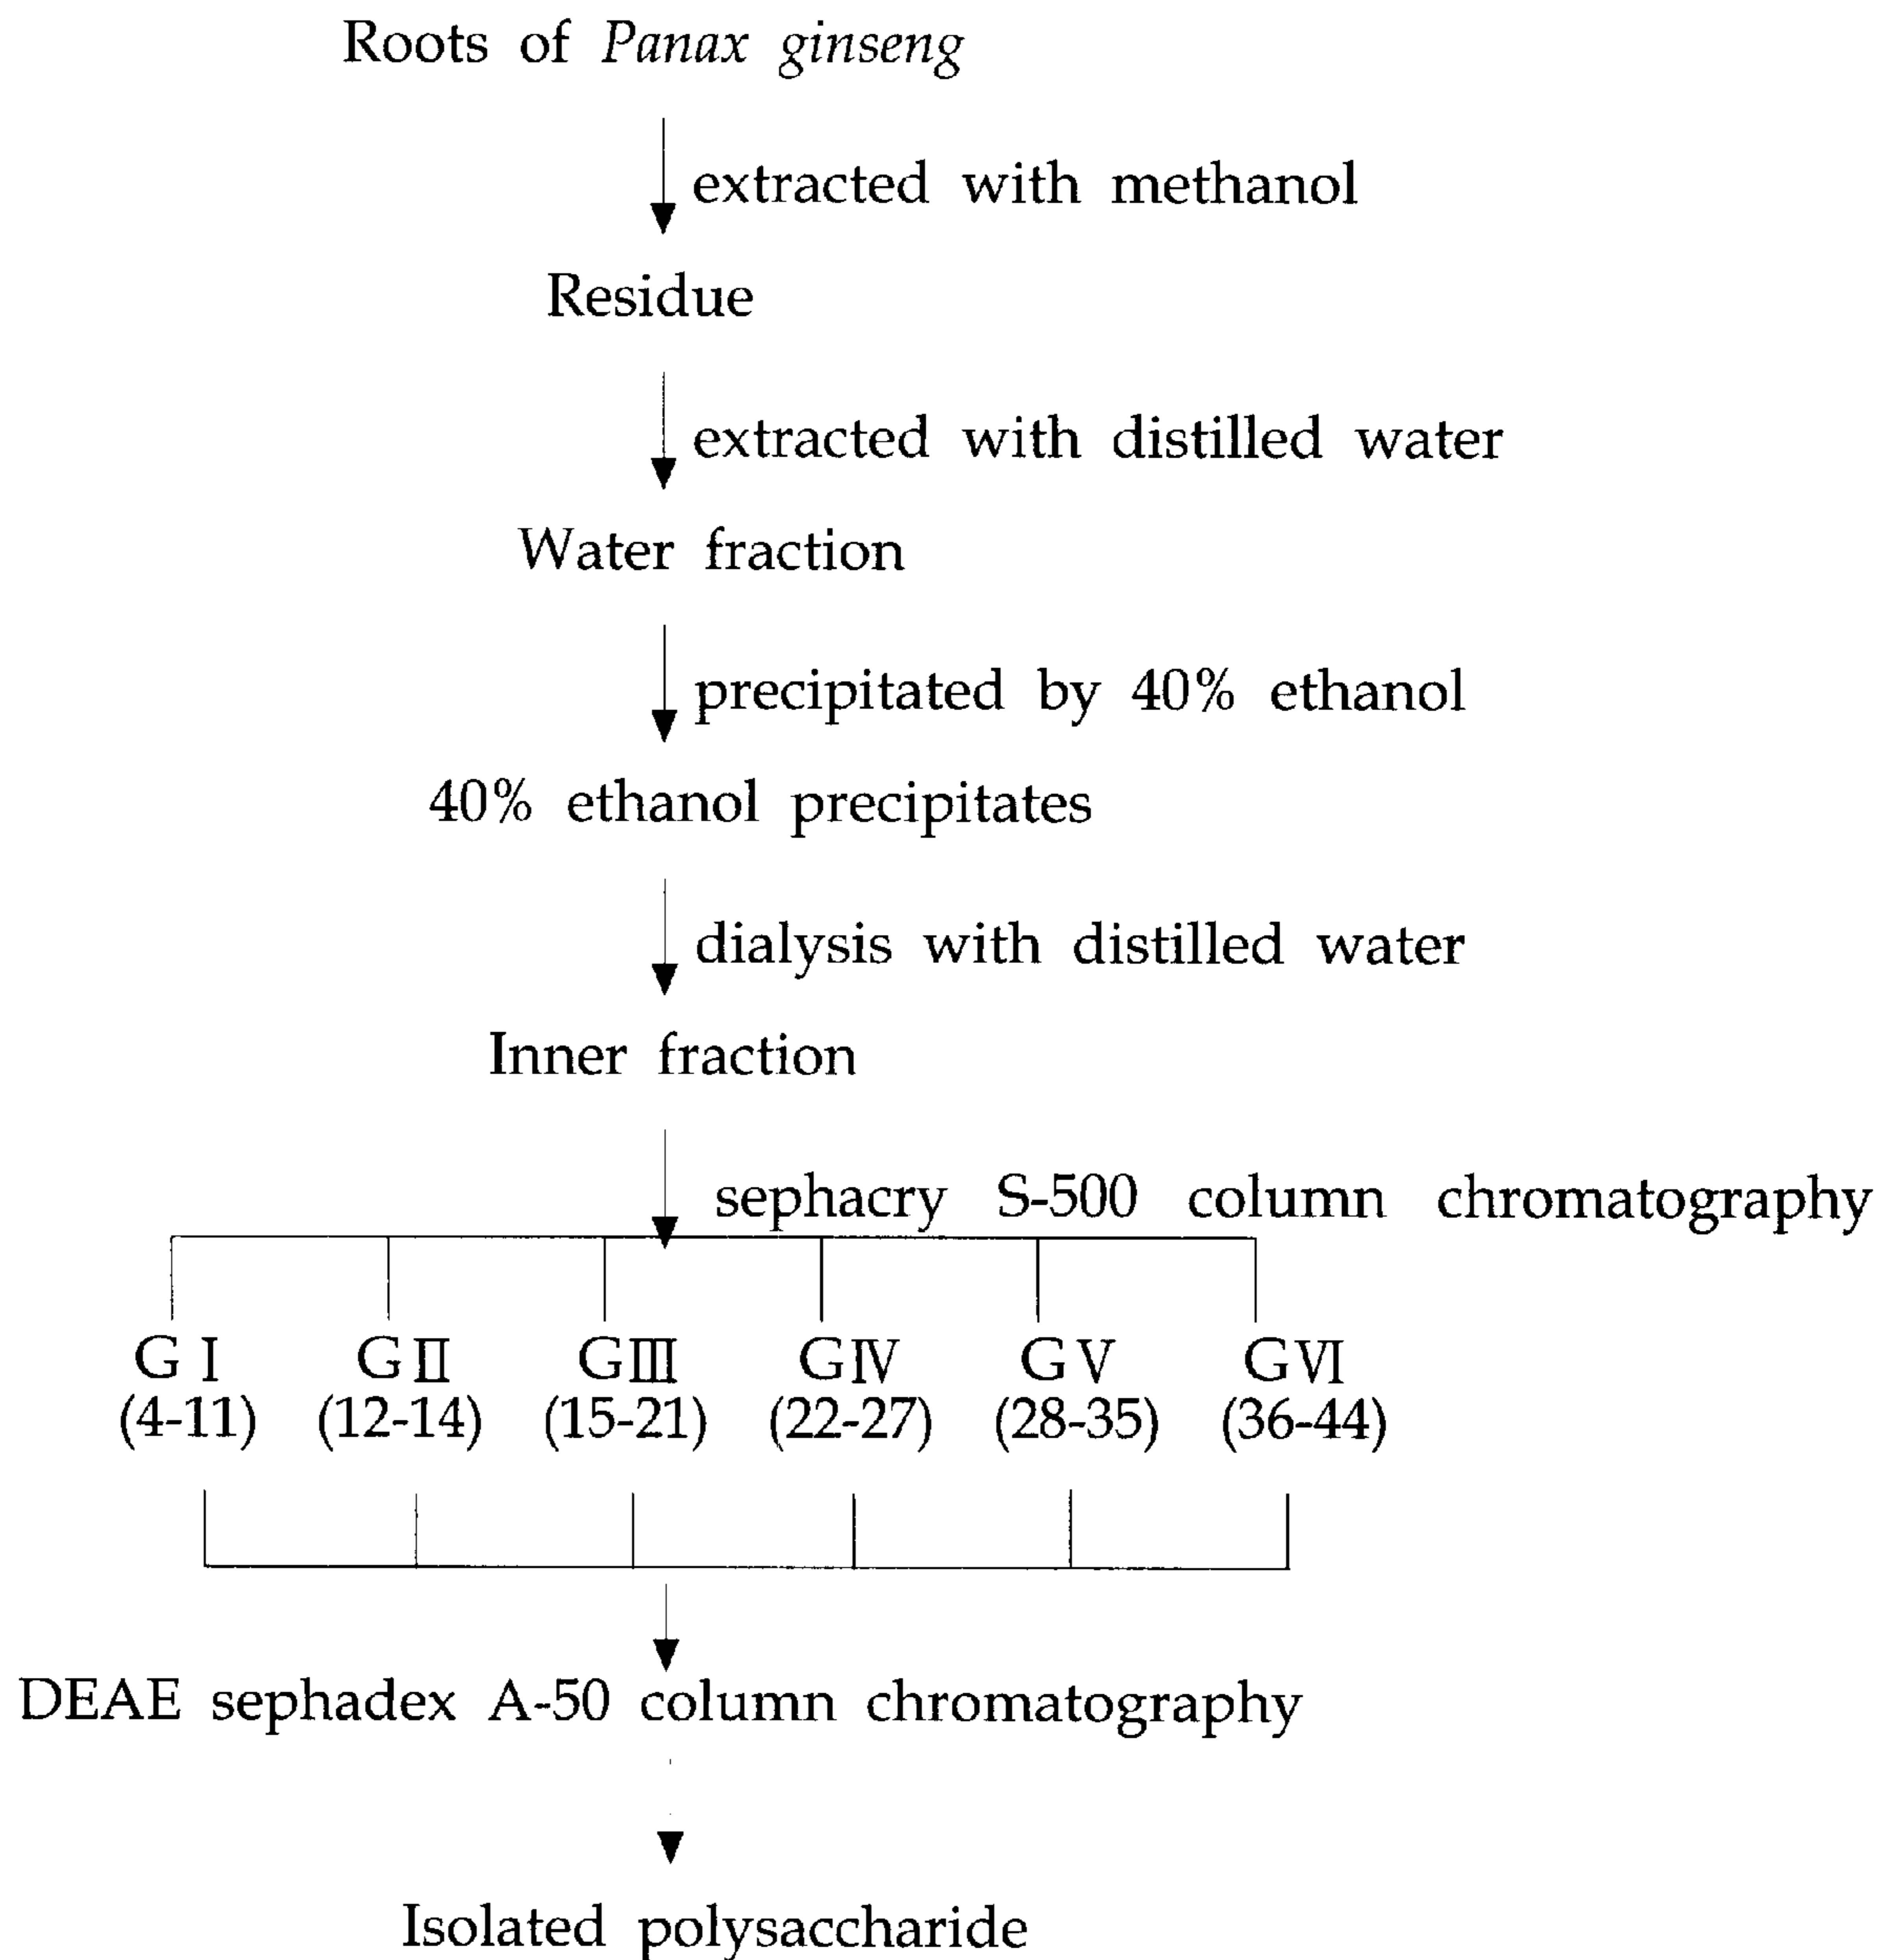 Roots of Panax ginseng
extracted with methanol
Residue
extracted with distilled water
Water fraction
precipitated by 40% ethanol
40% ethanol precipitates
dialysis with distilled water
Inner fraction
sephacry S-500 column chromatography
G I G II G III G IV G V G VI
(4-11) (12-14) (15-21) (22-27) (28-35) (36-44)
DEAE sephadex A-50 column chromatography
Isolated polysaccharide